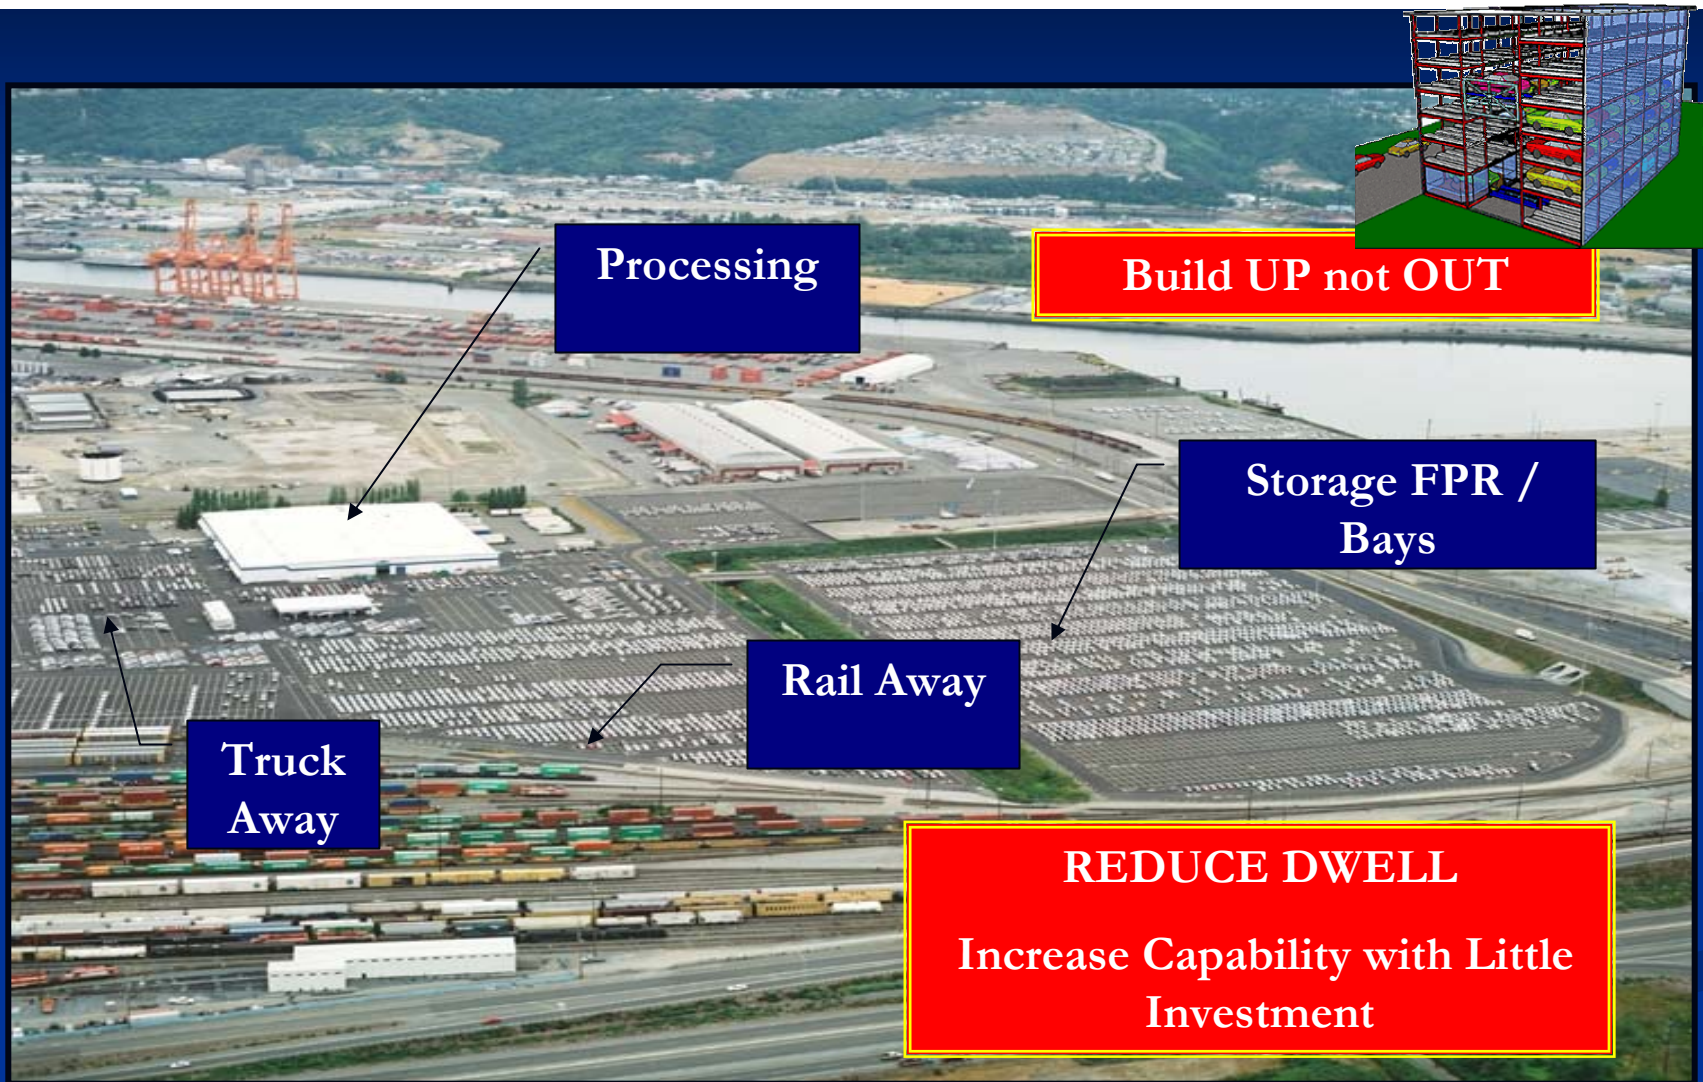 Processing
Build UP not OUT
Storage FPR /
Bays
Rail Away
Truck
Away
REDUCE DWELL
Increase Capability with Little
Investment